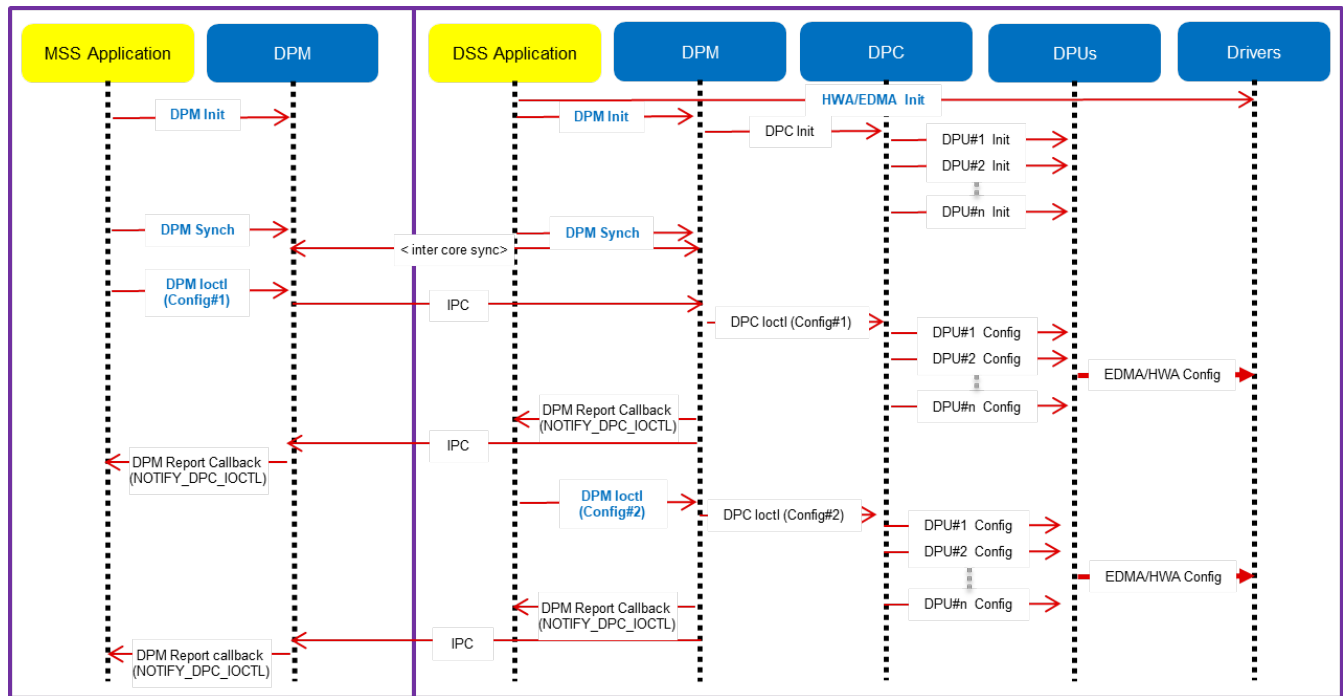 MSS Application
DPM
DSS Application
DPM
DPC
DPUs
Drivers
HWA/EDMA Init
DPM Init
DPM Init
DPC Init
DPU#1 Init
DPU#2 Init
DPU#n Init
DPM Synch
DPM Synch
< inter core sync>
DPM Ioctl
(Config#1)
IPC
DPC Ioctl (Config#1)
DPU#1 Config
DPU#2 Config
EDMA/HWA Config
DPU#n Config
DPM Report Callback
(NOTIFY_DPC_IOCTL)
IPC
DPM Report Callback
(NOTIFY_DPC_IOCTL)
DPM Ioctl
(Config#2)
DPC Ioctl (Config#2)
DPU#1 Config
DPU#2 Config
EDMA/HWA Config
DPU#n Config
DPM Report Callback
(NOTIFY_DPC_IOCTL)
IPC
DPM Report callback
(NOTIFY_DPC_IOCTL)